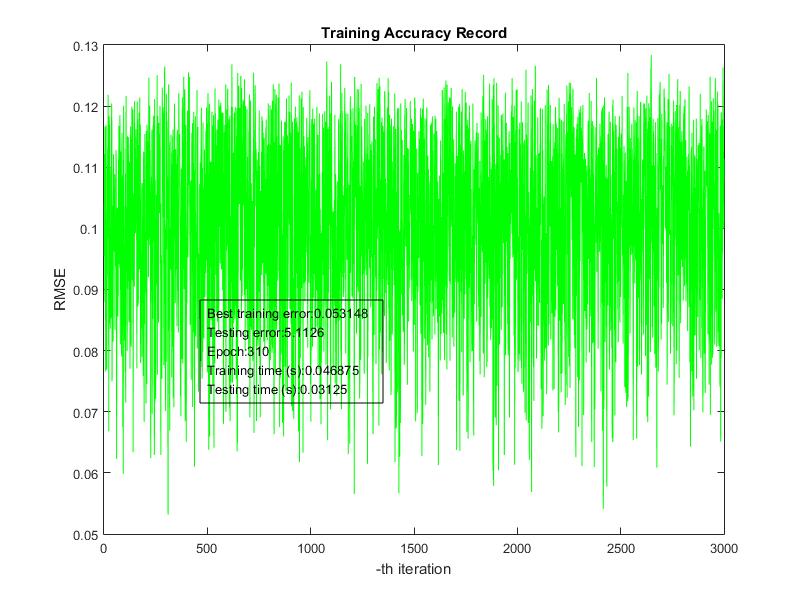 Training Accuracy Record
0.13
0.12
0.11
0.1
0.09
0.08
0.07
0.06
0.05
RMSE
Best training error:0.053148
Testing error:5.1126
Epoch:310
Training time (s):0.046875
Testing time (s):0.03125
0 500 1000 1500 2000 2500 3000
-th iteration